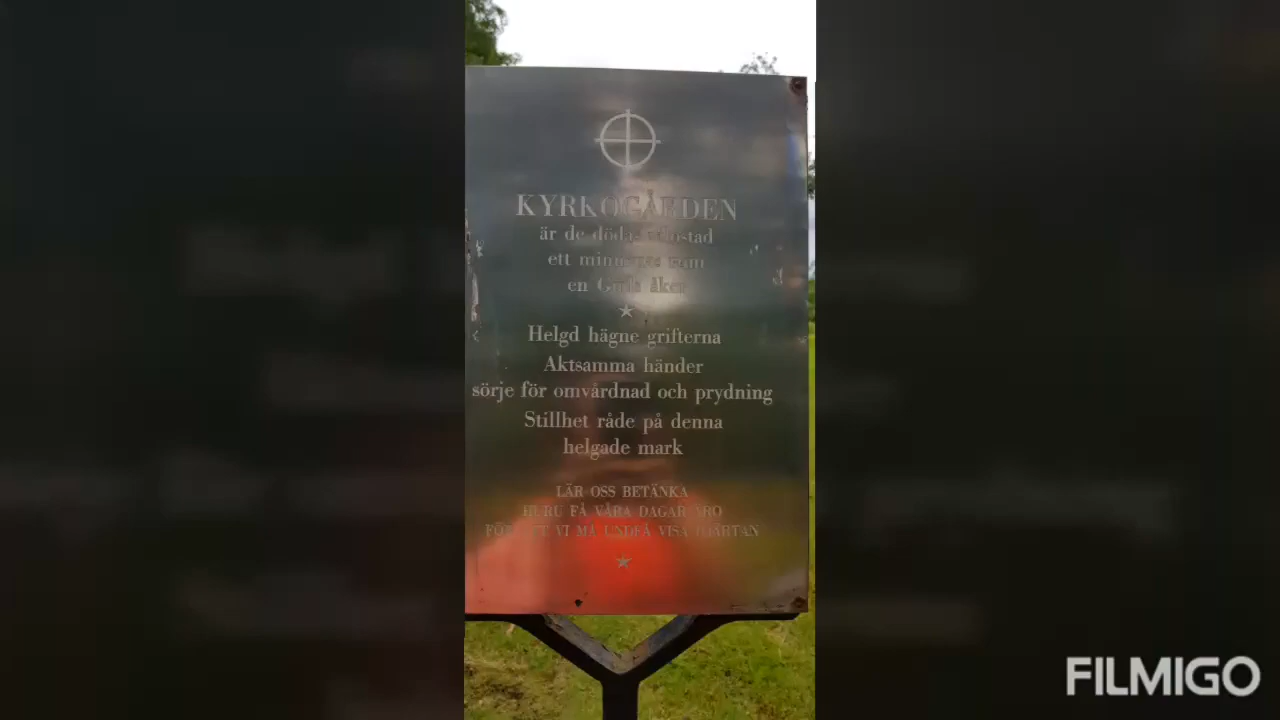 KYRKOGÅRDEN
är de dödas vilostad
ett minnenas rum
en Guds åker
Helgd hägne grifterna
Aktsamma händer
sörje för omvårdnad och prydning
Stillhet råde på denna
helgade mark
LÄR OSS BETÄNKA
HURU FÅ VÅRA DAGAR ÄRO
FÖR ATT VI MÅ UNDFÅ VISA HJÄRTAN
FILMIGO